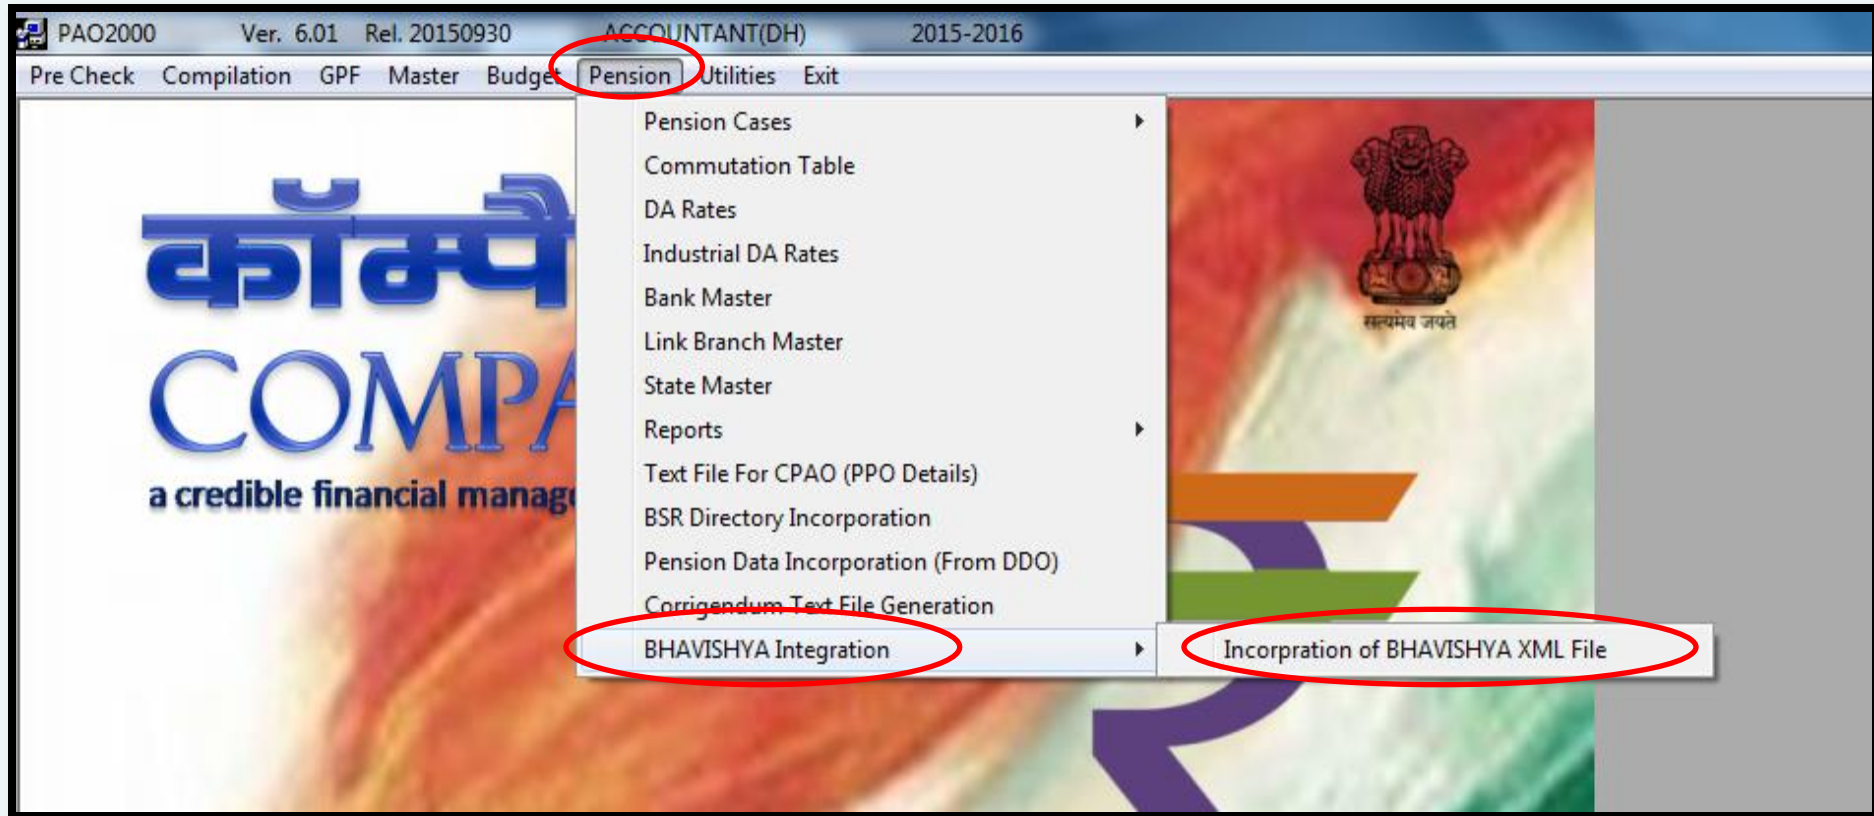 PAO2000 Ver. 6.01 Rel. 20150930 ACCOUNTANT(DH) 2015-2016
Pre Check Compilation GPF Master Budget Pension Utilities Exit
Pension Cases
Commutation Table
DA Rates
Industrial DA Rates
Bank Master
Link Branch Master
State Master
Reports
Text File For CPAO (PPO Details)
BSR Directory Incorporation
Pension Data Incorporation (From DDO)
Corrigendum Text File Generation
BHAVISHYA Integration
Incorpration of BHAVISHYA XML File
कॉम्पै
COMPA
a credible financial manag
सत्यमेव जयते